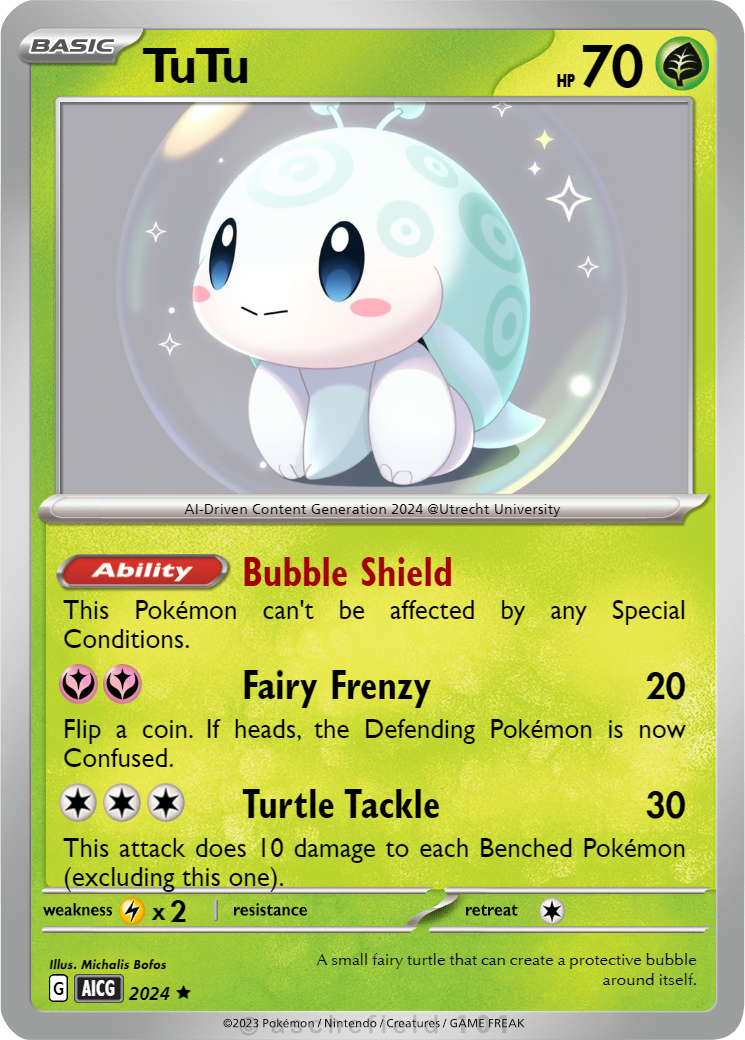 BASIC TuTu HP 70
AI-Driven Content Generation 2024 @Utrecht University
Ability Bubble Shield
This Pokémon can't be affected by any Special
Conditions.
Fairy Frenzy 20
Flip a coin. If heads, the Defending Pokémon is now
Confused.
Turtle Tackle 30
This attack does 10 damage to each Benched Pokémon
(excluding this one).
weakness x 2 resistance retreat
Illus. Michalis Bofos
A small fairy turtle that can create a protective bubble
around itself.
G AICG 2024
©2023 Pokémon / Nintendo / Creatures / GAME FREAK